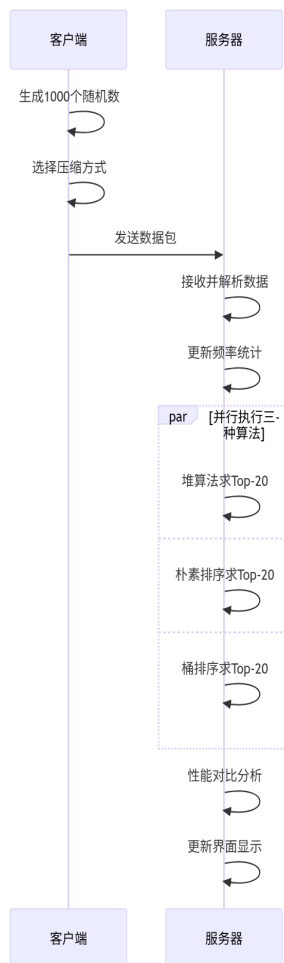 客户端
服务器
生成1000个随机数
选择压缩方式
发送数据包
接收并解析数据
更新频率统计
par
[并行执行三-
种算法]
堆算法求Top-20
朴素排序求Top-20
桶排序求Top-20
性能对比分析
更新界面显示
客户端
服务器